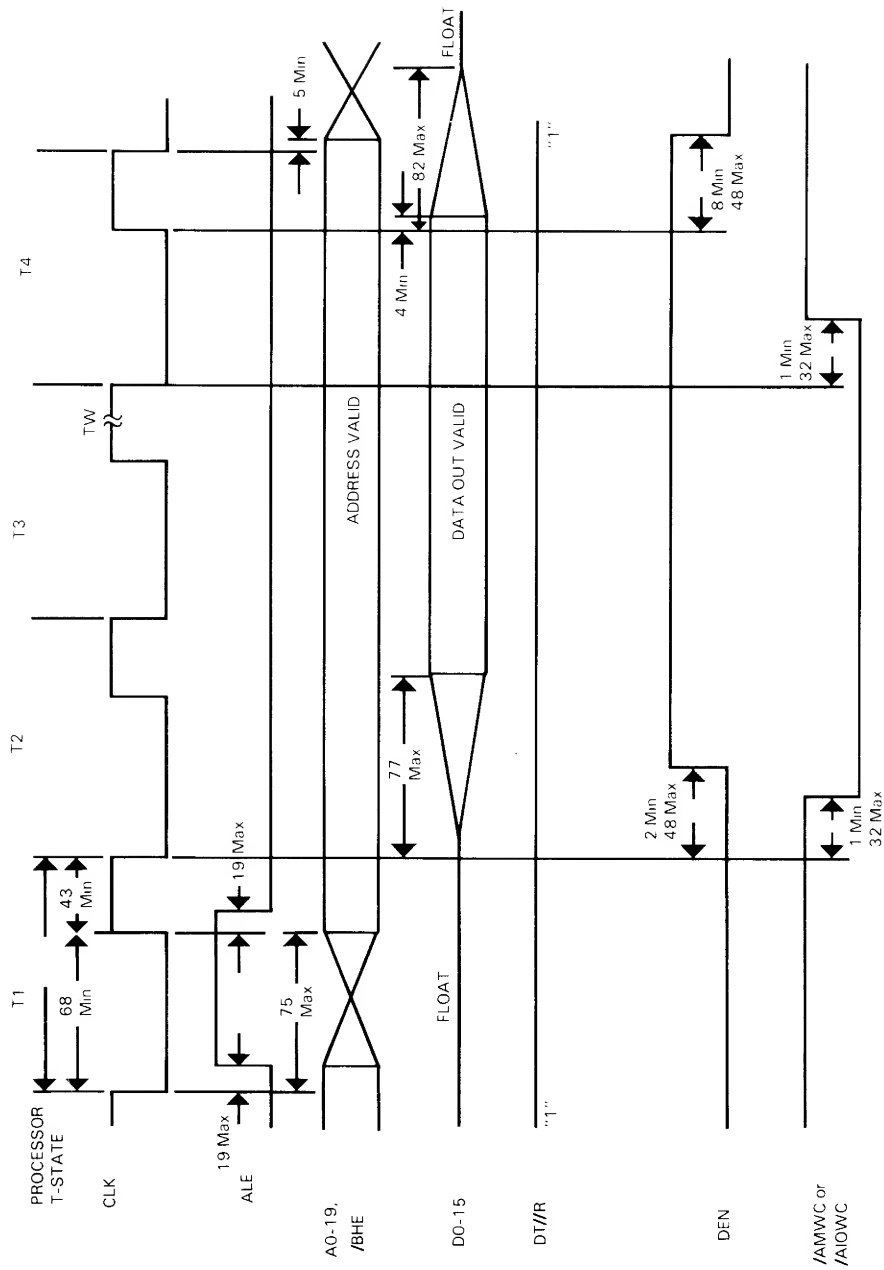 PROCESSOR
T-STATE
T1
T2
T3
TW
T4
CLK
68
Min
43
Min
ALE
19 Max
19 Max
A0-19,
/BHE
75
Max
ADDRESS VALID
5 Min
D0-15
FLOAT
77
Max
DATA OUT VALID
4 Min
82 Max
FLOAT
DT//R
"1"
"1"
DEN
2 Min
48 Max
8 Min
48 Max
/AMWC or
/AIOWC
1 Min
32 Max
1 Min
32 Max